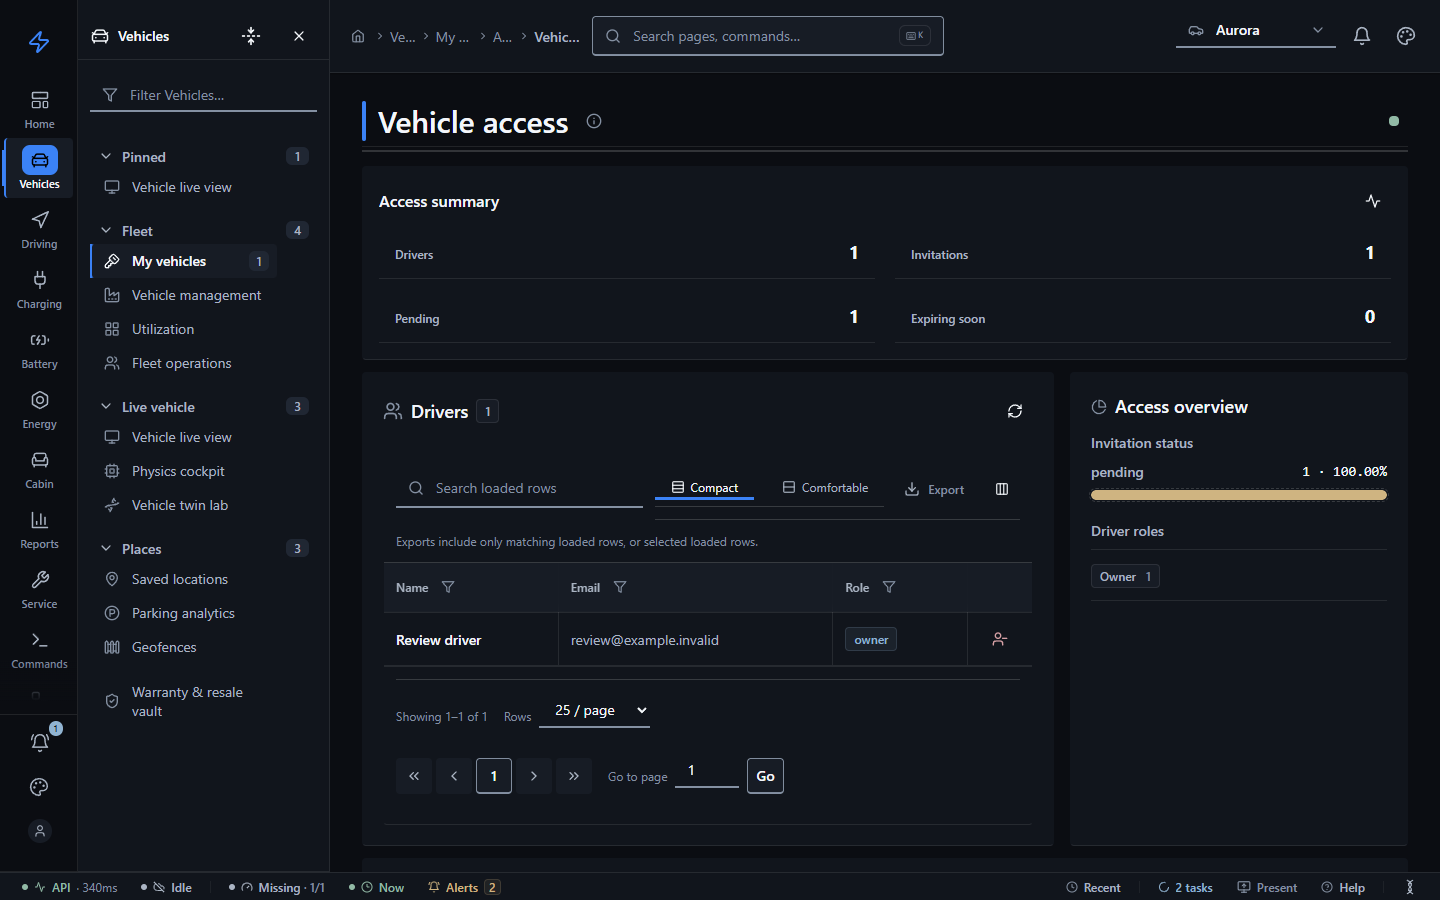 Home
Vehicles
Driving
Charging
Battery
Energy
Cabin
Reports
Service
Commands
1
Vehicles
Filter Vehicles...
Pinned 1
Vehicle live view
Fleet 4
My vehicles 1
Vehicle management
Utilization
Fleet operations
Live vehicle 3
Vehicle live view
Physics cockpit
Vehicle twin lab
Places 3
Saved locations
Parking analytics
Geofences
Warranty & resale
vault
Ve... My ... A... Vehic...
Search pages, commands... K
Aurora
Vehicle access
Access summary
Drivers 1
Invitations 1
Pending 1
Expiring soon 0
Drivers 1
Search loaded rows
Compact Comfortable Export
Exports include only matching loaded rows, or selected loaded rows.
Name Email Role
Review driver review@example.invalid owner
Showing 1–1 of 1 Rows 25 / page
1 Go to page 1 Go
Access overview
Invitation status
pending 1 · 100.00%
Driver roles
Owner 1
API · 340ms Idle Missing · 1/1 Now Alerts 2 Recent 2 tasks Present Help